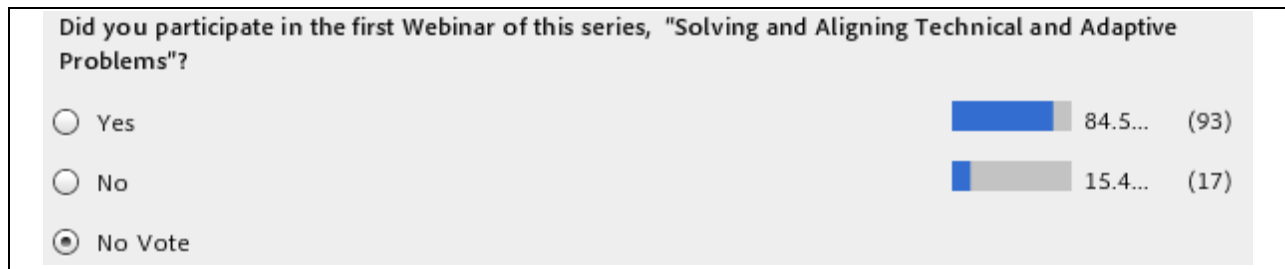 Did you participate in the first Webinar of this series, "Solving and Aligning Technical and Adaptive
Problems"?
Yes 84.5... (93)
No 15.4... (17)
No Vote